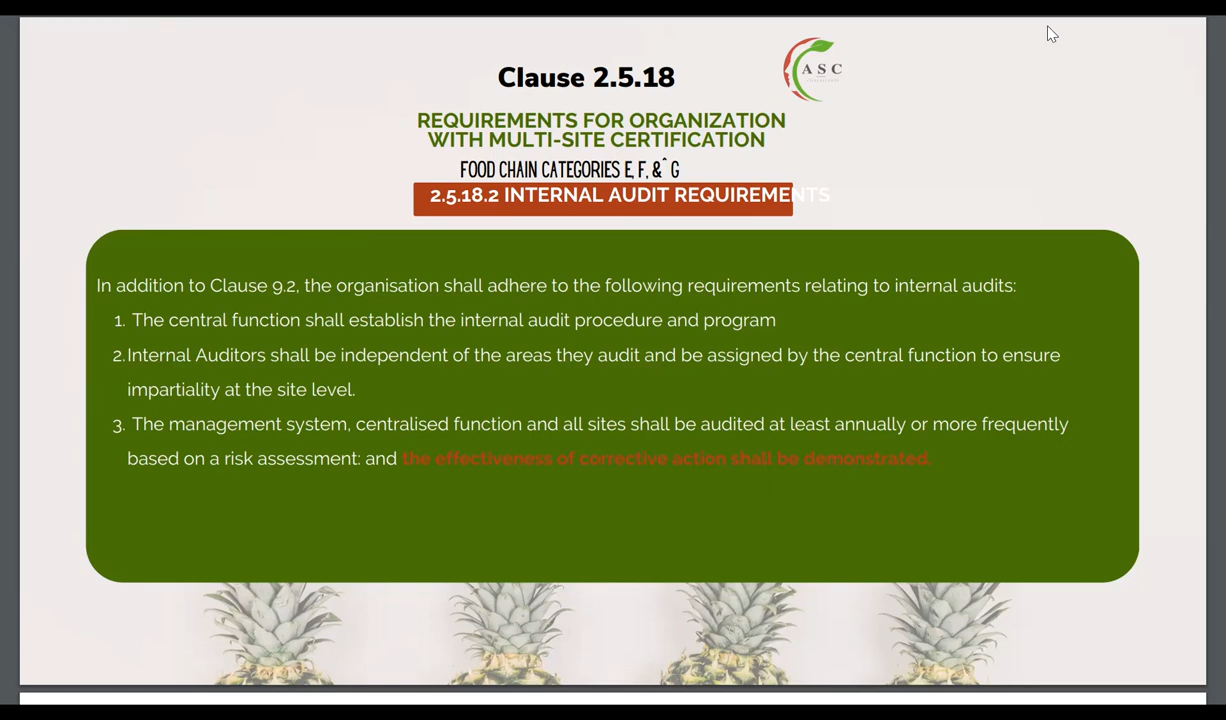 Clause 2.5.18
A S C
REQUIREMENTS FOR ORGANIZATION
WITH MULTI-SITE CERTIFICATION
FOOD CHAIN CATEGORIES E, F, &^ G
2.5.18.2 INTERNAL AUDIT REQUIREMENTS
In addition to Clause 9.2, the organisation shall adhere to the following requirements relating to internal audits:
1. The central function shall establish the internal audit procedure and program
2. Internal Auditors shall be independent of the areas they audit and be assigned by the central function to ensure
impartiality at the site level.
3. The management system, centralised function and all sites shall be audited at least annually or more frequently
based on a risk assessment: and the effectiveness of corrective action shall be demonstrated.